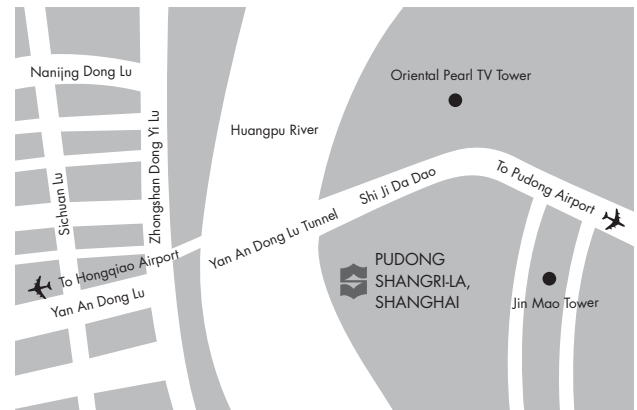 Nanijng Dong Lu
Oriental Pearl TV Tower
Huangpu River
Zhongshan Dong Yi Lu
Sichuan Lu
Shi Ji Da Dao
To Pudong Airport
Yan An Dong Lu Tunnel
To Hongqiao Airport
Yan An Dong Lu
PUDONG
SHANGRI-LA,
SHANGHAI
Jin Mao Tower